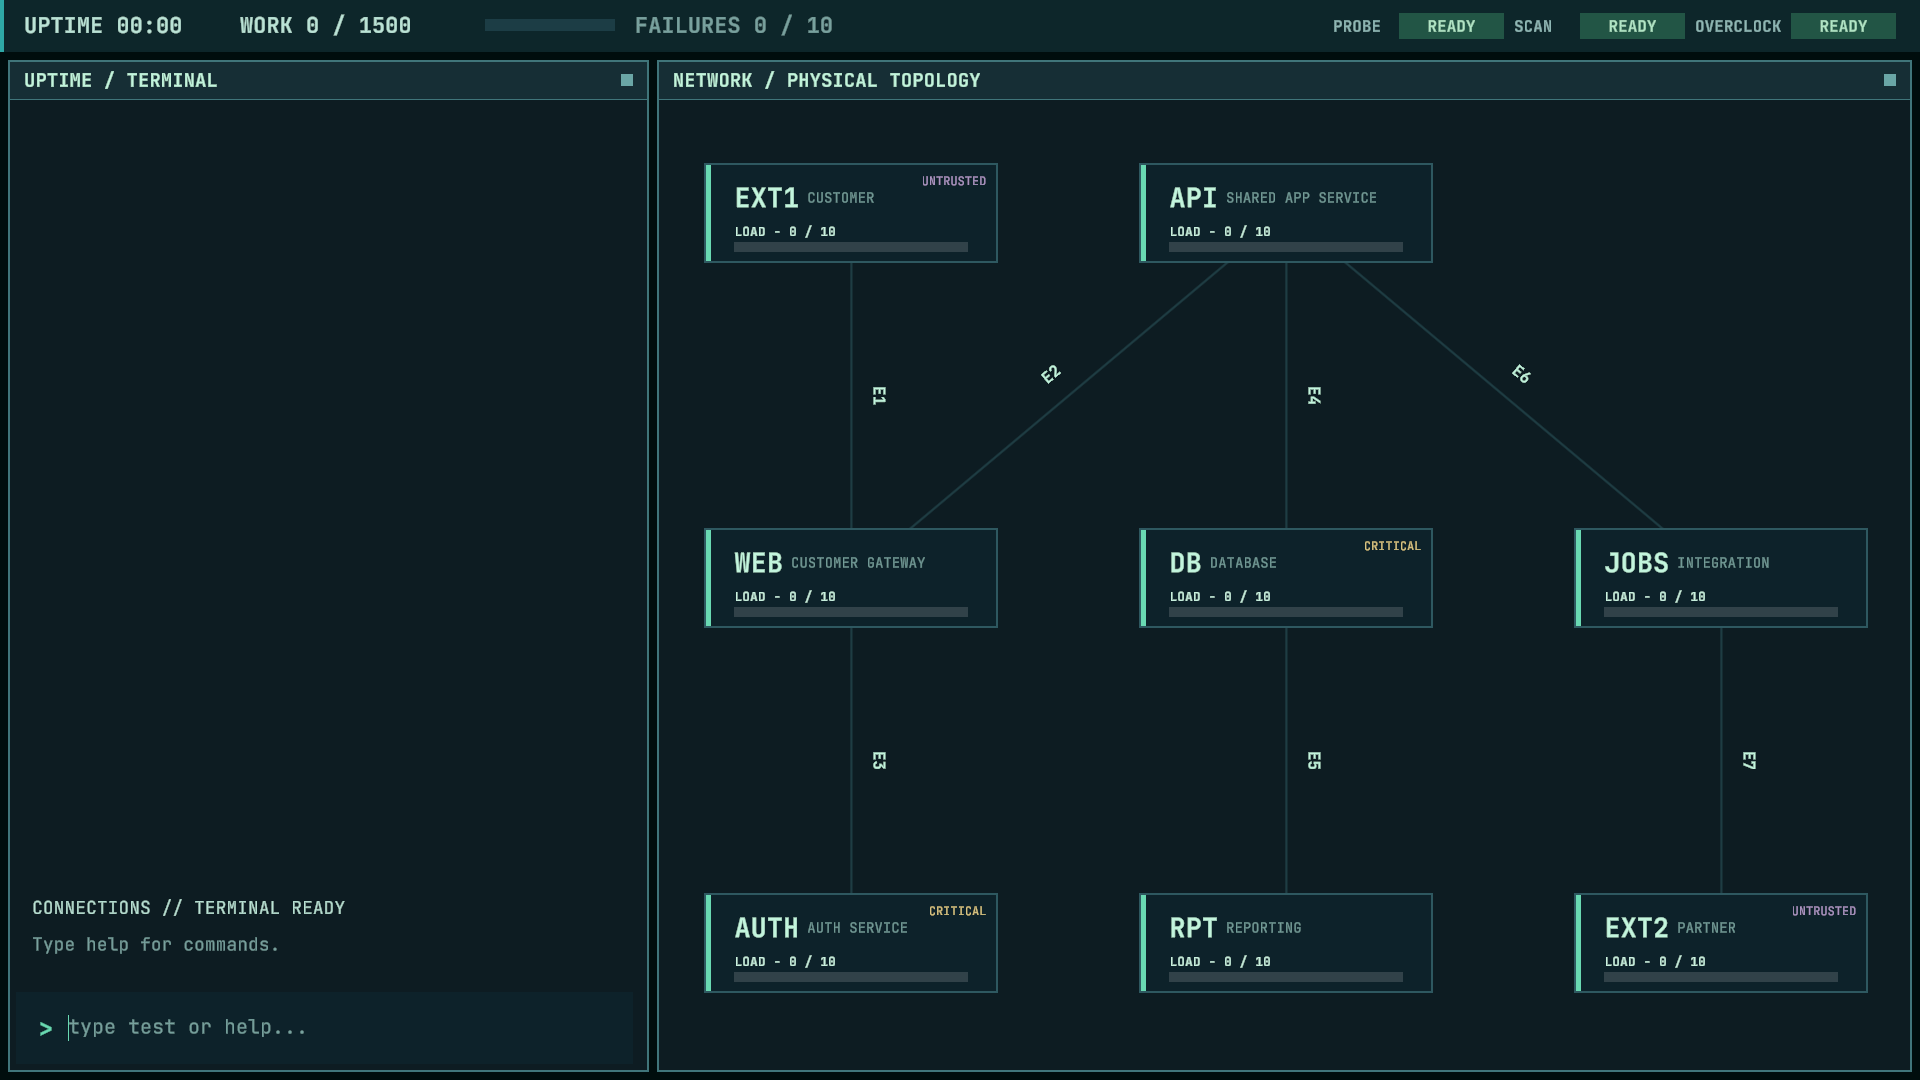 UPTIME 00:00 WORK 0 / 1500 FAILURES 0 / 10 PROBE READY SCAN READY OVERCLOCK READY
UPTIME / TERMINAL
CONNECTIONS // TERMINAL READY
Type help for commands.
> type test or help...
NETWORK / PHYSICAL TOPOLOGY
EXT1 CUSTOMER UNTRUSTED
LOAD - 0 / 10
API SHARED APP SERVICE
LOAD - 0 / 10
E1
E2
E4
E6
WEB CUSTOMER GATEWAY
LOAD - 0 / 10
DB DATABASE CRITICAL
LOAD - 0 / 10
JOBS INTEGRATION
LOAD - 0 / 10
E3
E5
E7
AUTH AUTH SERVICE CRITICAL
LOAD - 0 / 10
RPT REPORTING
LOAD - 0 / 10
EXT2 PARTNER UNTRUSTED
LOAD - 0 / 10